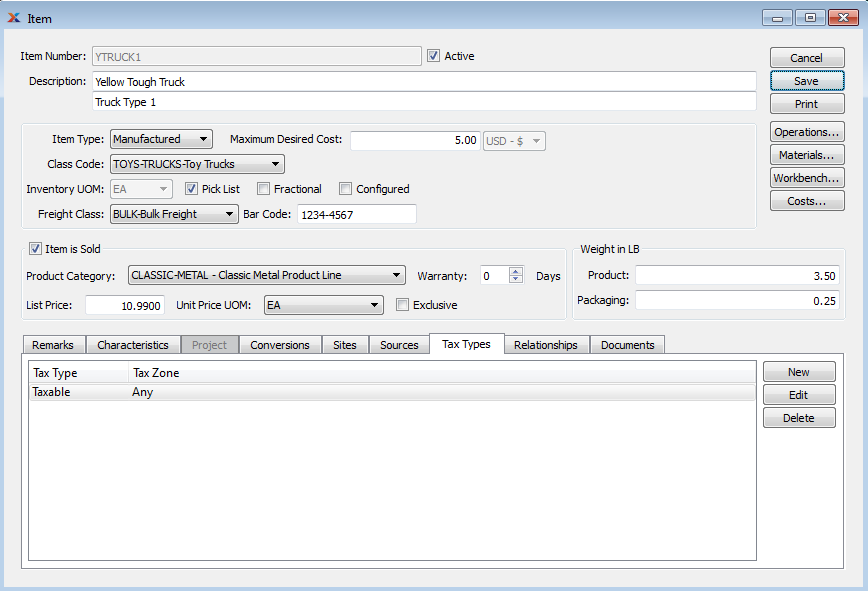 Item
Item Number: YTRUCK1 Active
Description: Yellow Tough Truck
Truck Type 1
Cancel
Save
Print
Operations...
Materials...
Workbench...
Costs...
Item Type: Manufactured Maximum Desired Cost: 5.00 USD - $
Class Code: TOYS-TRUCKS-Toy Trucks
Inventory UOM: EA Pick List Fractional Configured
Freight Class: BULK-Bulk Freight Bar Code: 1234-4567
Item is Sold
Product Category: CLASSIC-METAL - Classic Metal Product Line Warranty: 0 Days
List Price: 10.9900 Unit Price UOM: EA Exclusive
Weight in LB
Product: 3.50
Packaging: 0.25
Remarks Characteristics Project Conversions Sites Sources Tax Types Relationships Documents
Tax Type Tax Zone
Taxable Any
New
Edit
Delete